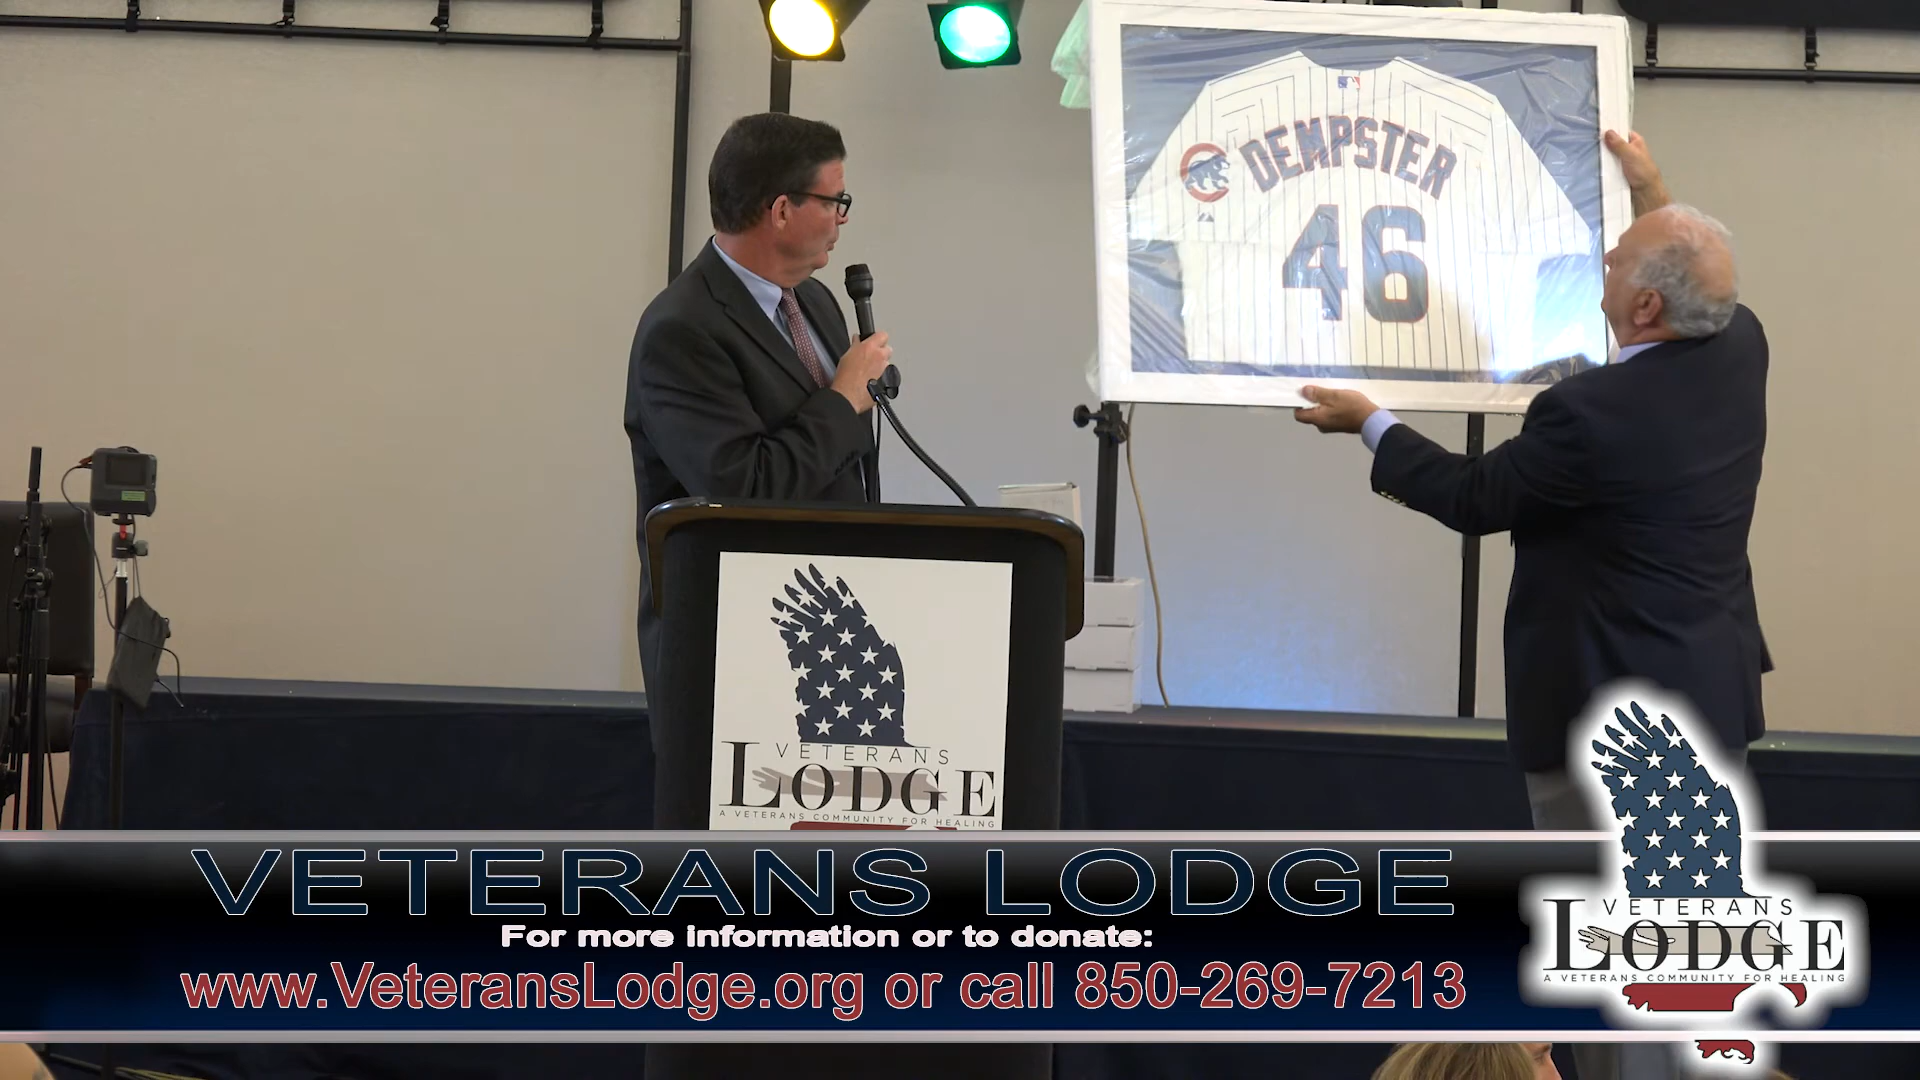 DEMPSTER
46
VETERANS
LODGE
A VETERANS COMMUNITY FOR HEALING
VETERANS LODGE
For more information or to donate:
www.VeteransLodge.org or call 850-269-7213
VETERANS
LODGE
A VETERANS COMMUNITY FOR HEALING